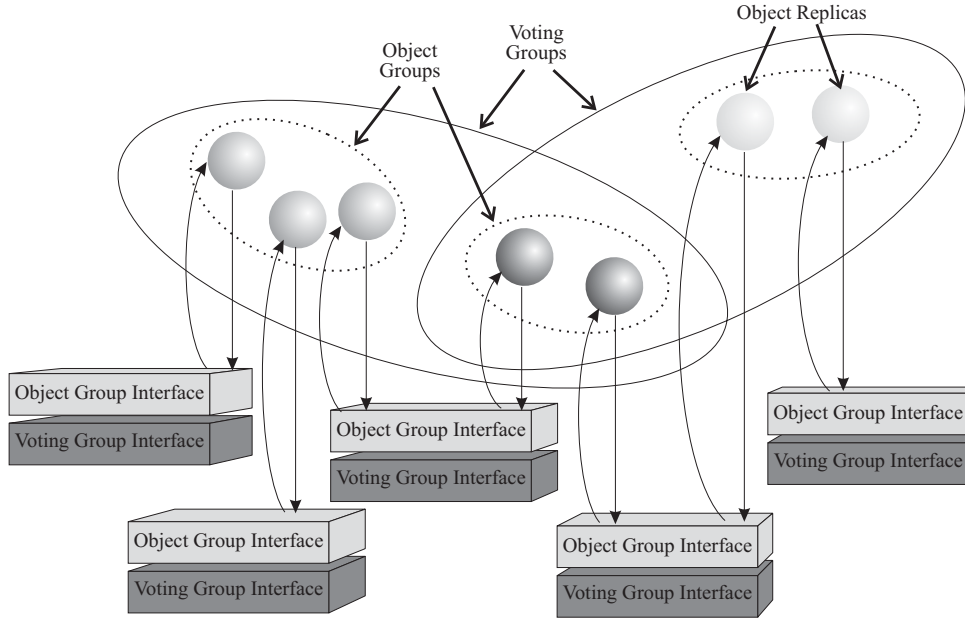 Object Replicas
Voting
Groups
Object
Groups
Object Group Interface
Voting Group Interface
Object Group Interface
Voting Group Interface
Object Group Interface
Voting Group Interface
Object Group Interface
Voting Group Interface
Object Group Interface
Voting Group Interface